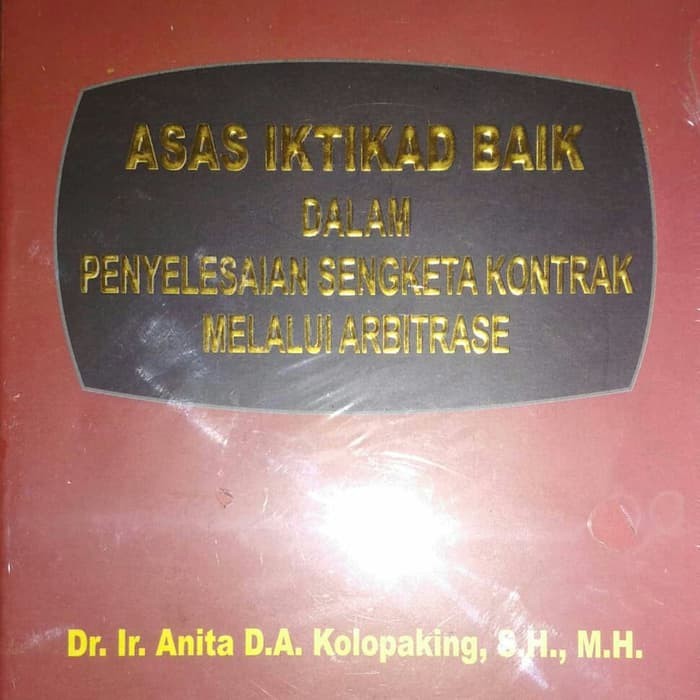 ASAS IKTIKAD BAIK
DALAM
PENYELESAIAN SENGKETA KONTRAK
MELALUI ARBITRASE
Dr. Ir. Anita D.A. Kolopaking, S.H., M.H.